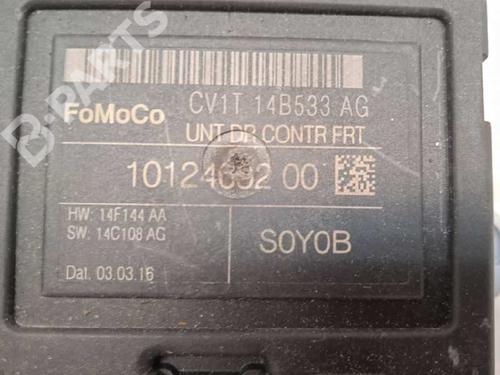 B-PARTS
FoMoCo CV1T 14B533 AG
UNT DR CONTR FRT
00
HW: 14F144 AA
SW: 14C108 AG
S0Y0B
Dat. 03.03.16